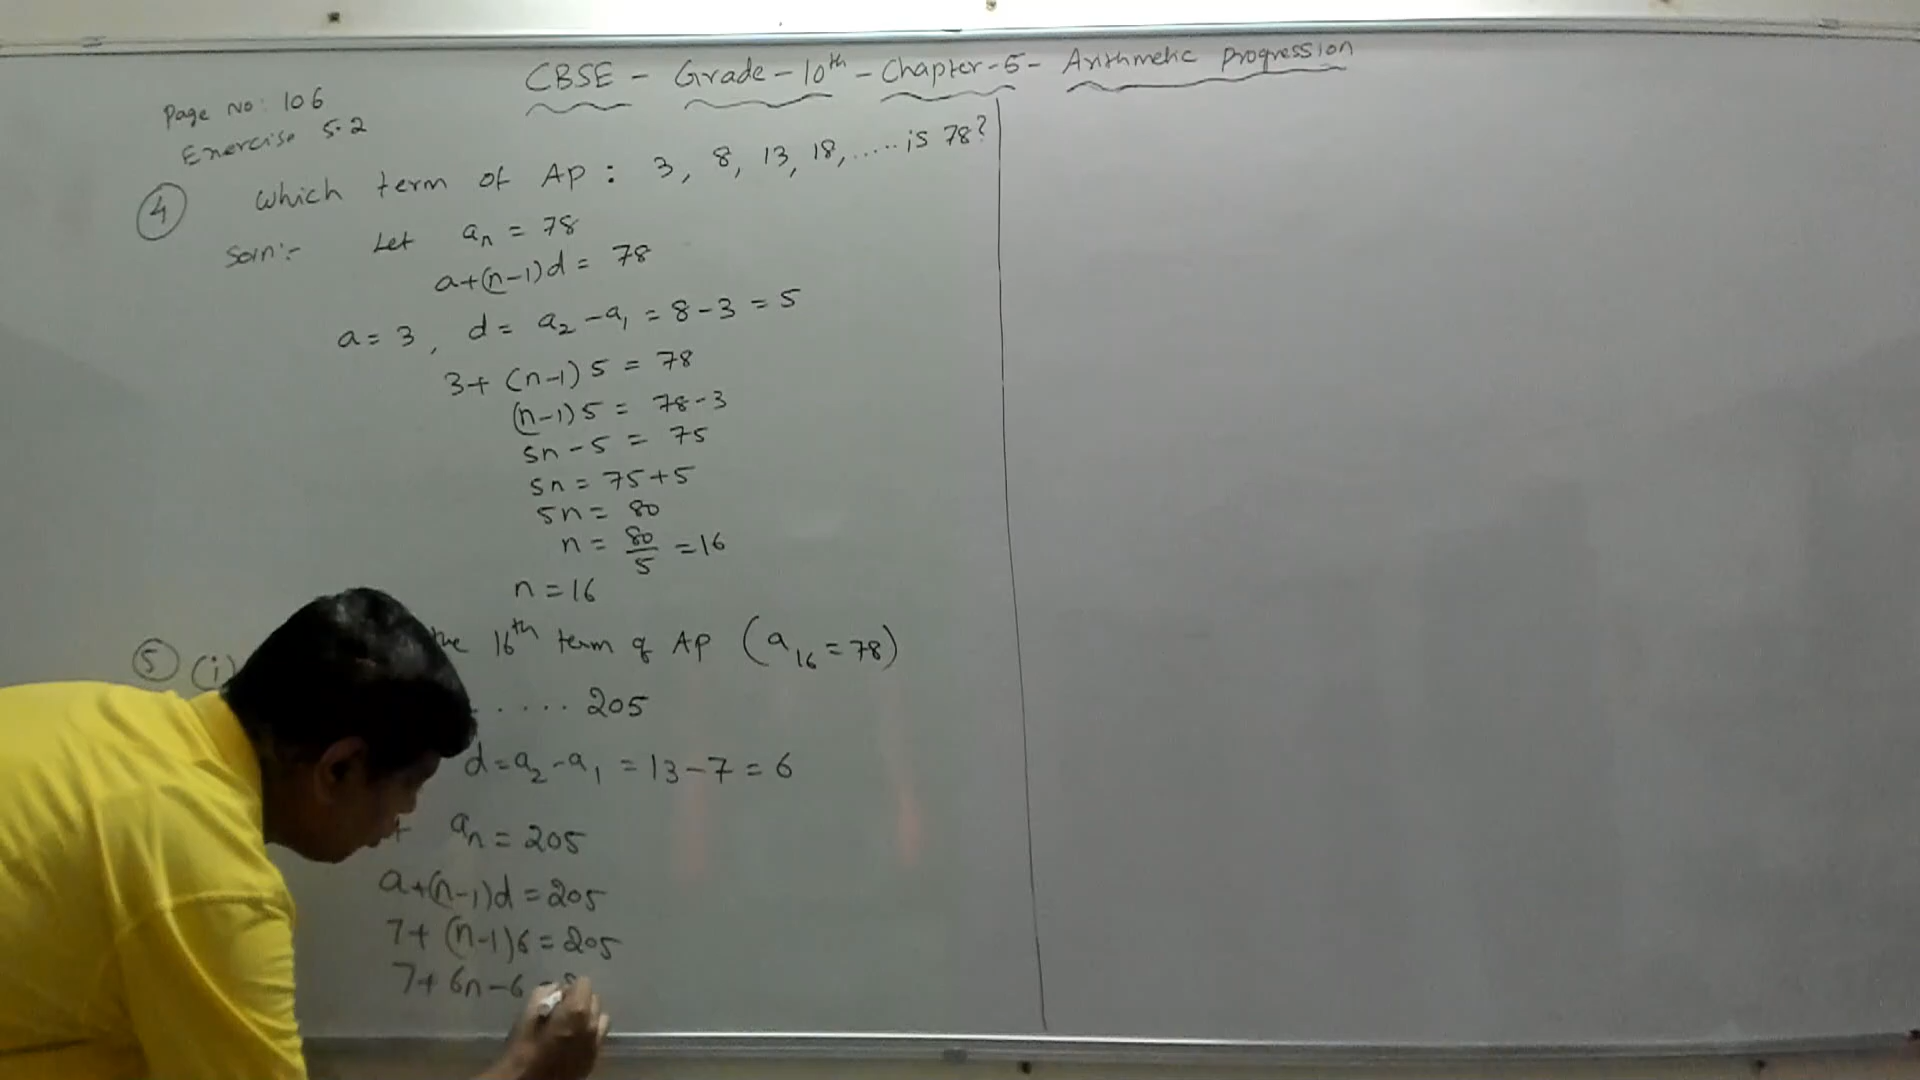 CBSE - Grade - 10th - Chapter - 5 - Arithmetic Progression
Page No: 106
Exercise 5.2
4 Which term of AP : 3, 8, 13, 18, ..... is 78?
Soln:- Let an = 78
a+(n-1)d = 78
a = 3, d = a2 - a1 = 8 - 3 = 5
3+ (n-1) 5 = 78
(n-1) 5 = 78-3
5n - 5 = 75
5n = 75+5
5n = 80
n = 80/5 = 16
n = 16
the 16th term of AP (a16 = 78)
5 (i)
..... 205
d = a2 - a1 = 13 - 7 = 6
an = 205
a+(n-1)d = 205
7+ (n-1)6 = 205
7+ 6n - 6 =